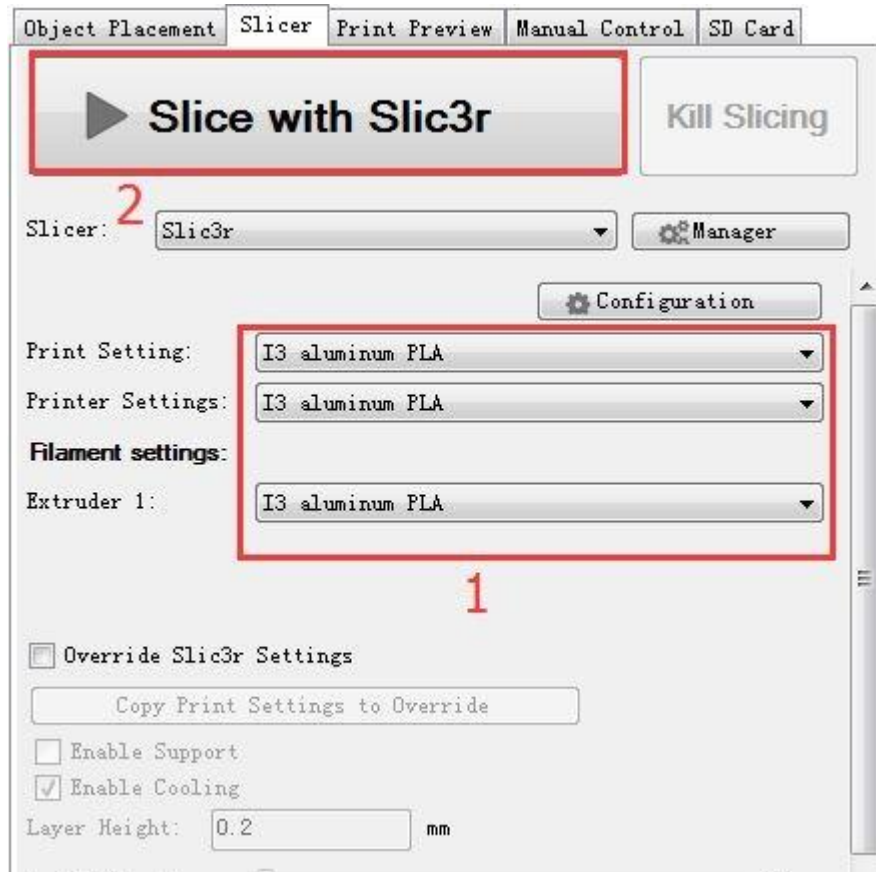 Object Placement Slicer Print Preview Manual Control SD Card
Slice with Slic3r Kill Slicing
2
Slicer: Slic3r Manager
Configuration
Print Setting: I3 aluminum PLA
Printer Settings: I3 aluminum PLA
Filament settings:
Extruder 1: I3 aluminum PLA
1
Override Slic3r Settings
Copy Print Settings to Override
Enable Support
Enable Cooling
Layer Height: 0.2 mm